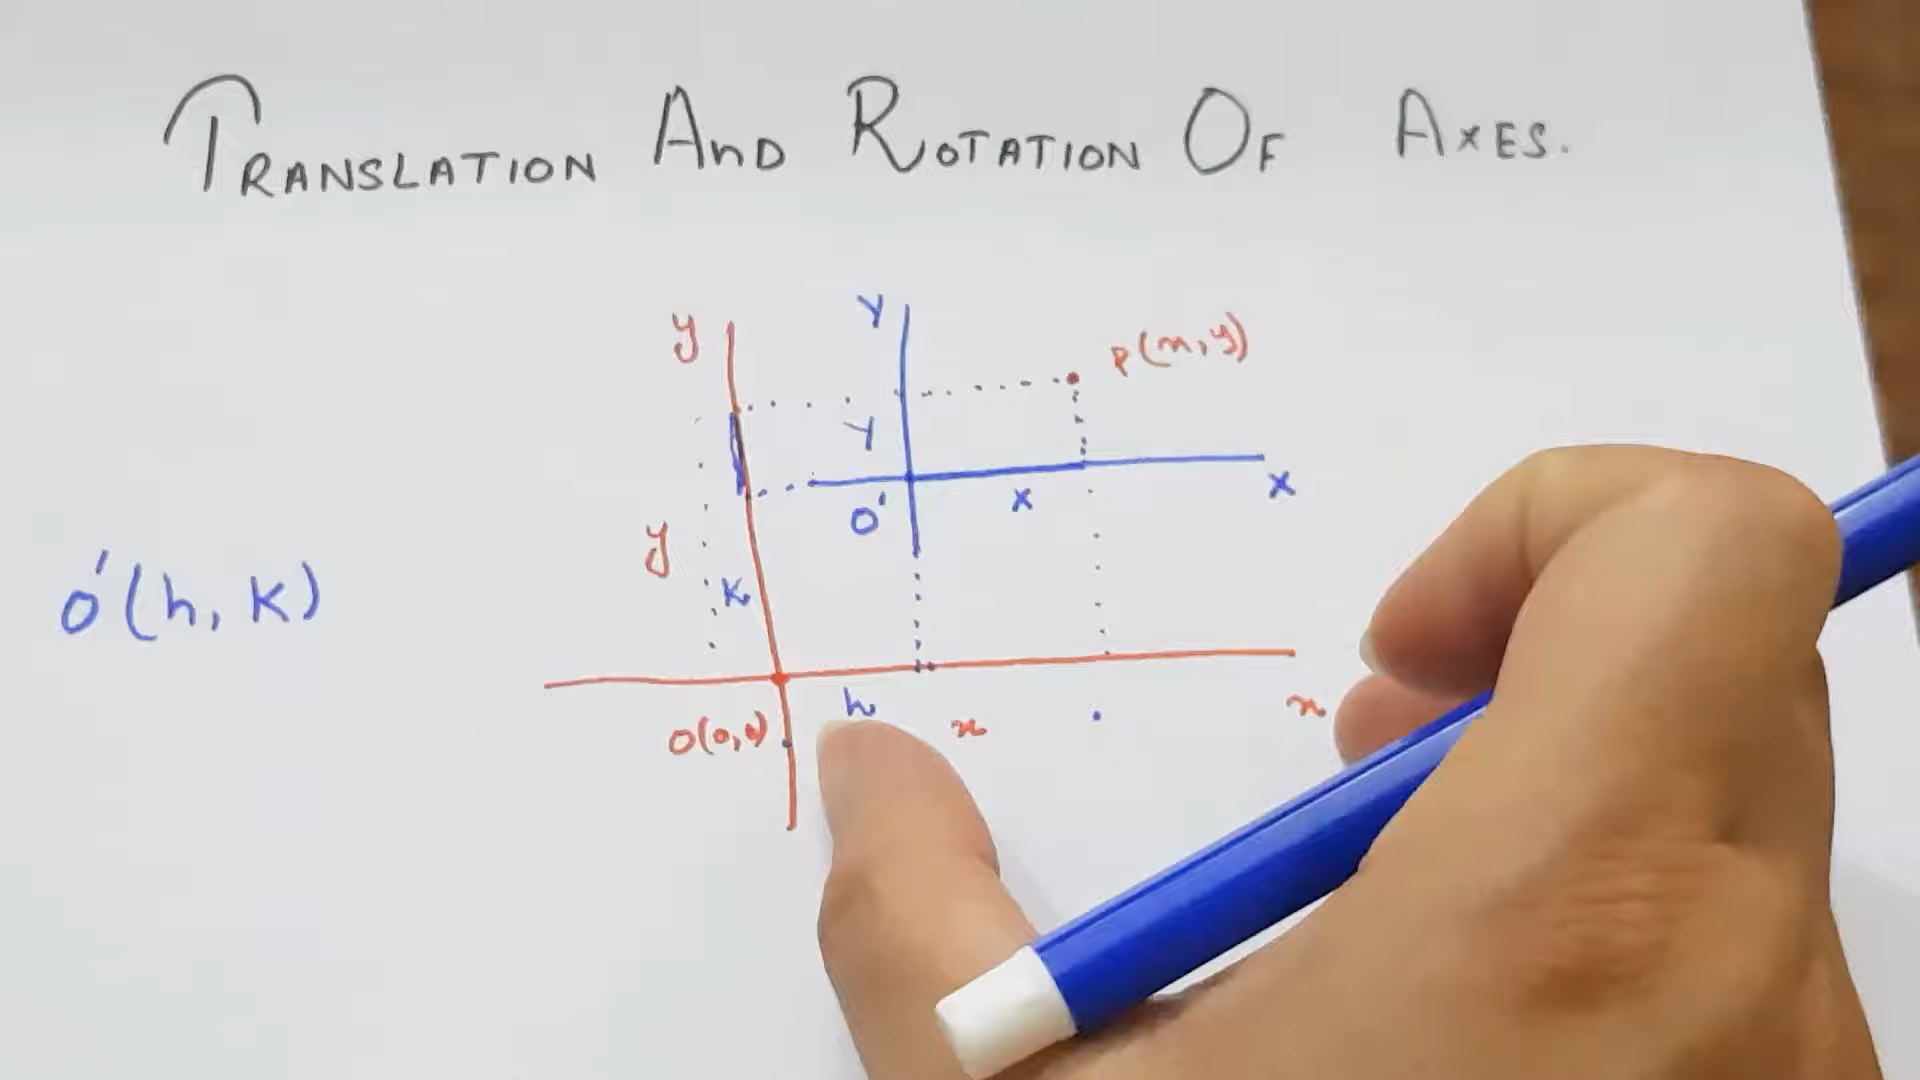 TRANSLATION AND ROTATION OF AXES.
y
Y
P(x,y)
Y
X
X
O'
y
K
O'(h, K)
h
x
x
O(0,0)